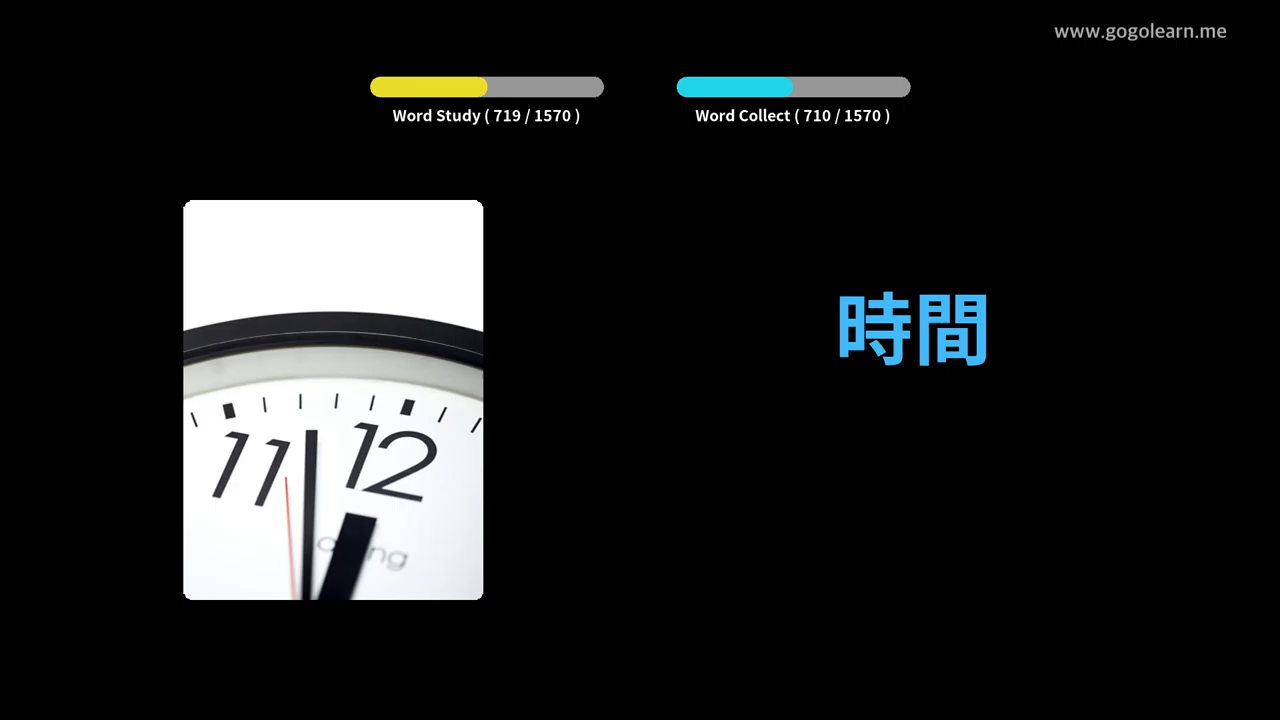 www.gogolearn.me
Word Study ( 719 / 1570 )
Word Collect ( 710 / 1570 )
時間
11
12